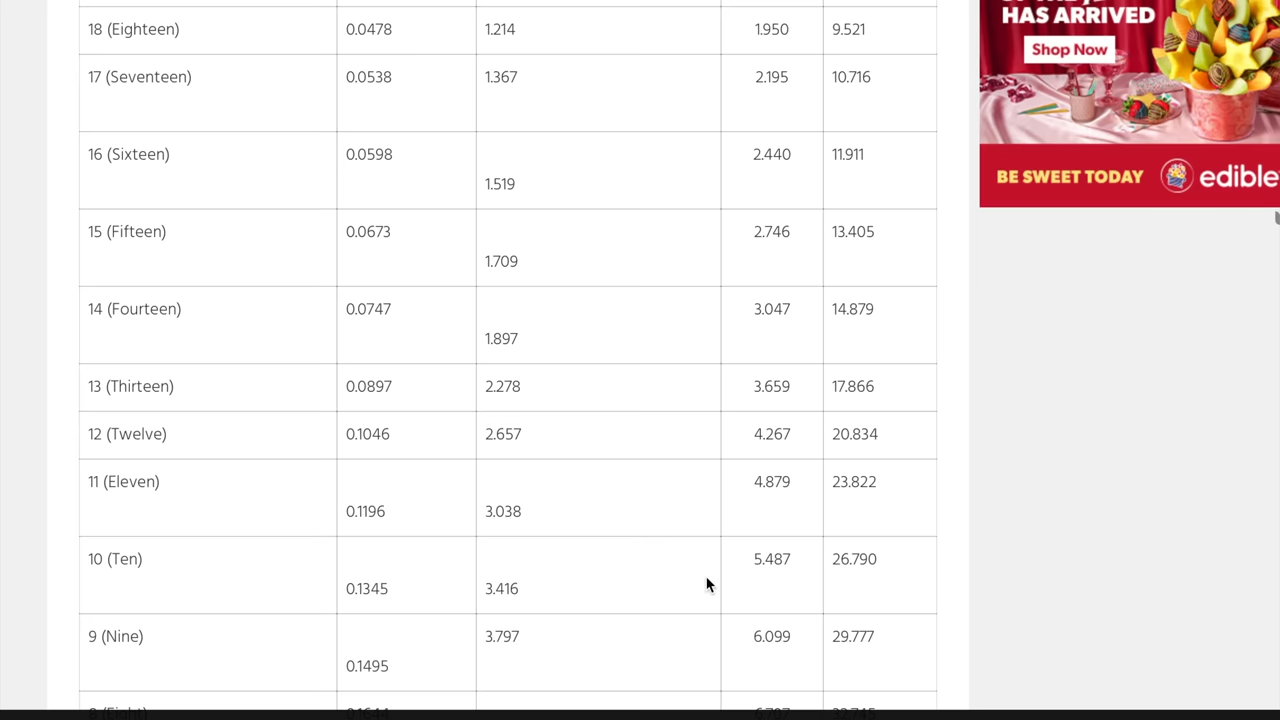 HAS ARRIVED
Shop Now
BE SWEET TODAY edible
18 (Eighteen) 0.0478 1.214 1.950 9.521
17 (Seventeen) 0.0538 1.367 2.195 10.716
16 (Sixteen) 0.0598 2.440 11.911
1.519
15 (Fifteen) 0.0673 2.746 13.405
1.709
14 (Fourteen) 0.0747 3.047 14.879
1.897
13 (Thirteen) 0.0897 2.278 3.659 17.866
12 (Twelve) 0.1046 2.657 4.267 20.834
11 (Eleven) 4.879 23.822
0.1196 3.038
10 (Ten) 5.487 26.790
0.1345 3.416
9 (Nine) 3.797 6.099 29.777
0.1495
8 (Eight) 0.1644